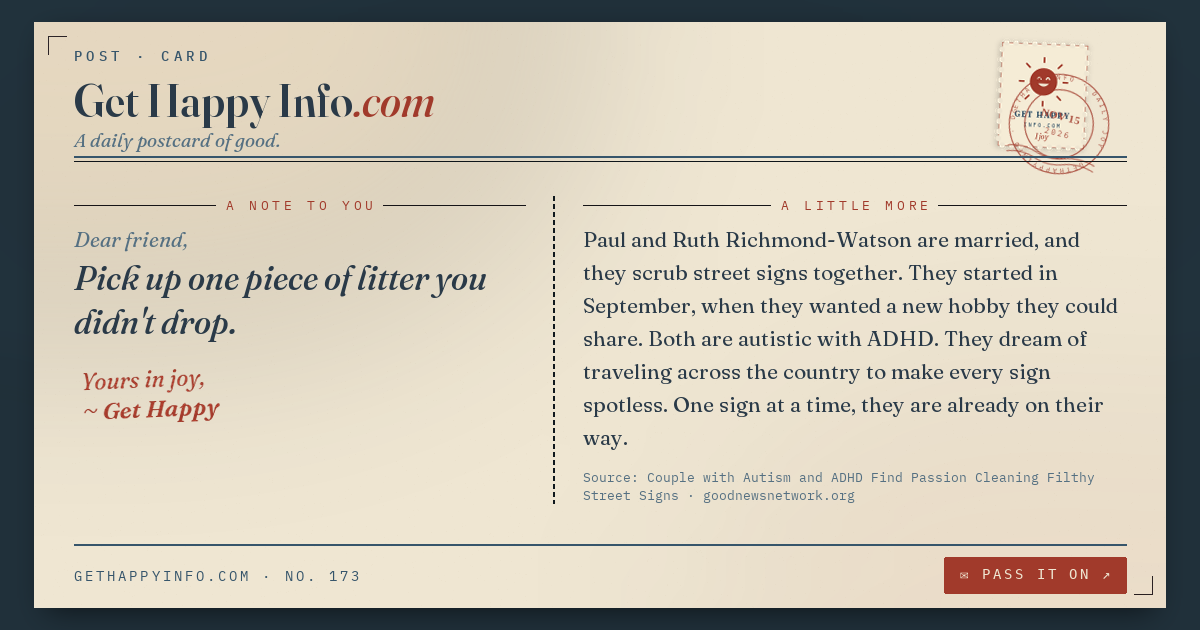 POST · CARD
Get Happy Info.com
A daily postcard of good.
GET HAPPY
INFO.COM
1joy
15
2026
A NOTE TO YOU
Dear friend,
Pick up one piece of litter you
didn't drop.
Yours in joy,
~ Get Happy
A LITTLE MORE
Paul and Ruth Richmond-Watson are married, and
they scrub street signs together. They started in
September, when they wanted a new hobby they could
share. Both are autistic with ADHD. They dream of
traveling across the country to make every sign
spotless. One sign at a time, they are already on their
way.
Source: Couple with Autism and ADHD Find Passion Cleaning Filthy
Street Signs · goodnewsnetwork.org
GETHAPPYINFO.COM · NO. 173
✉ PASS IT ON ↗